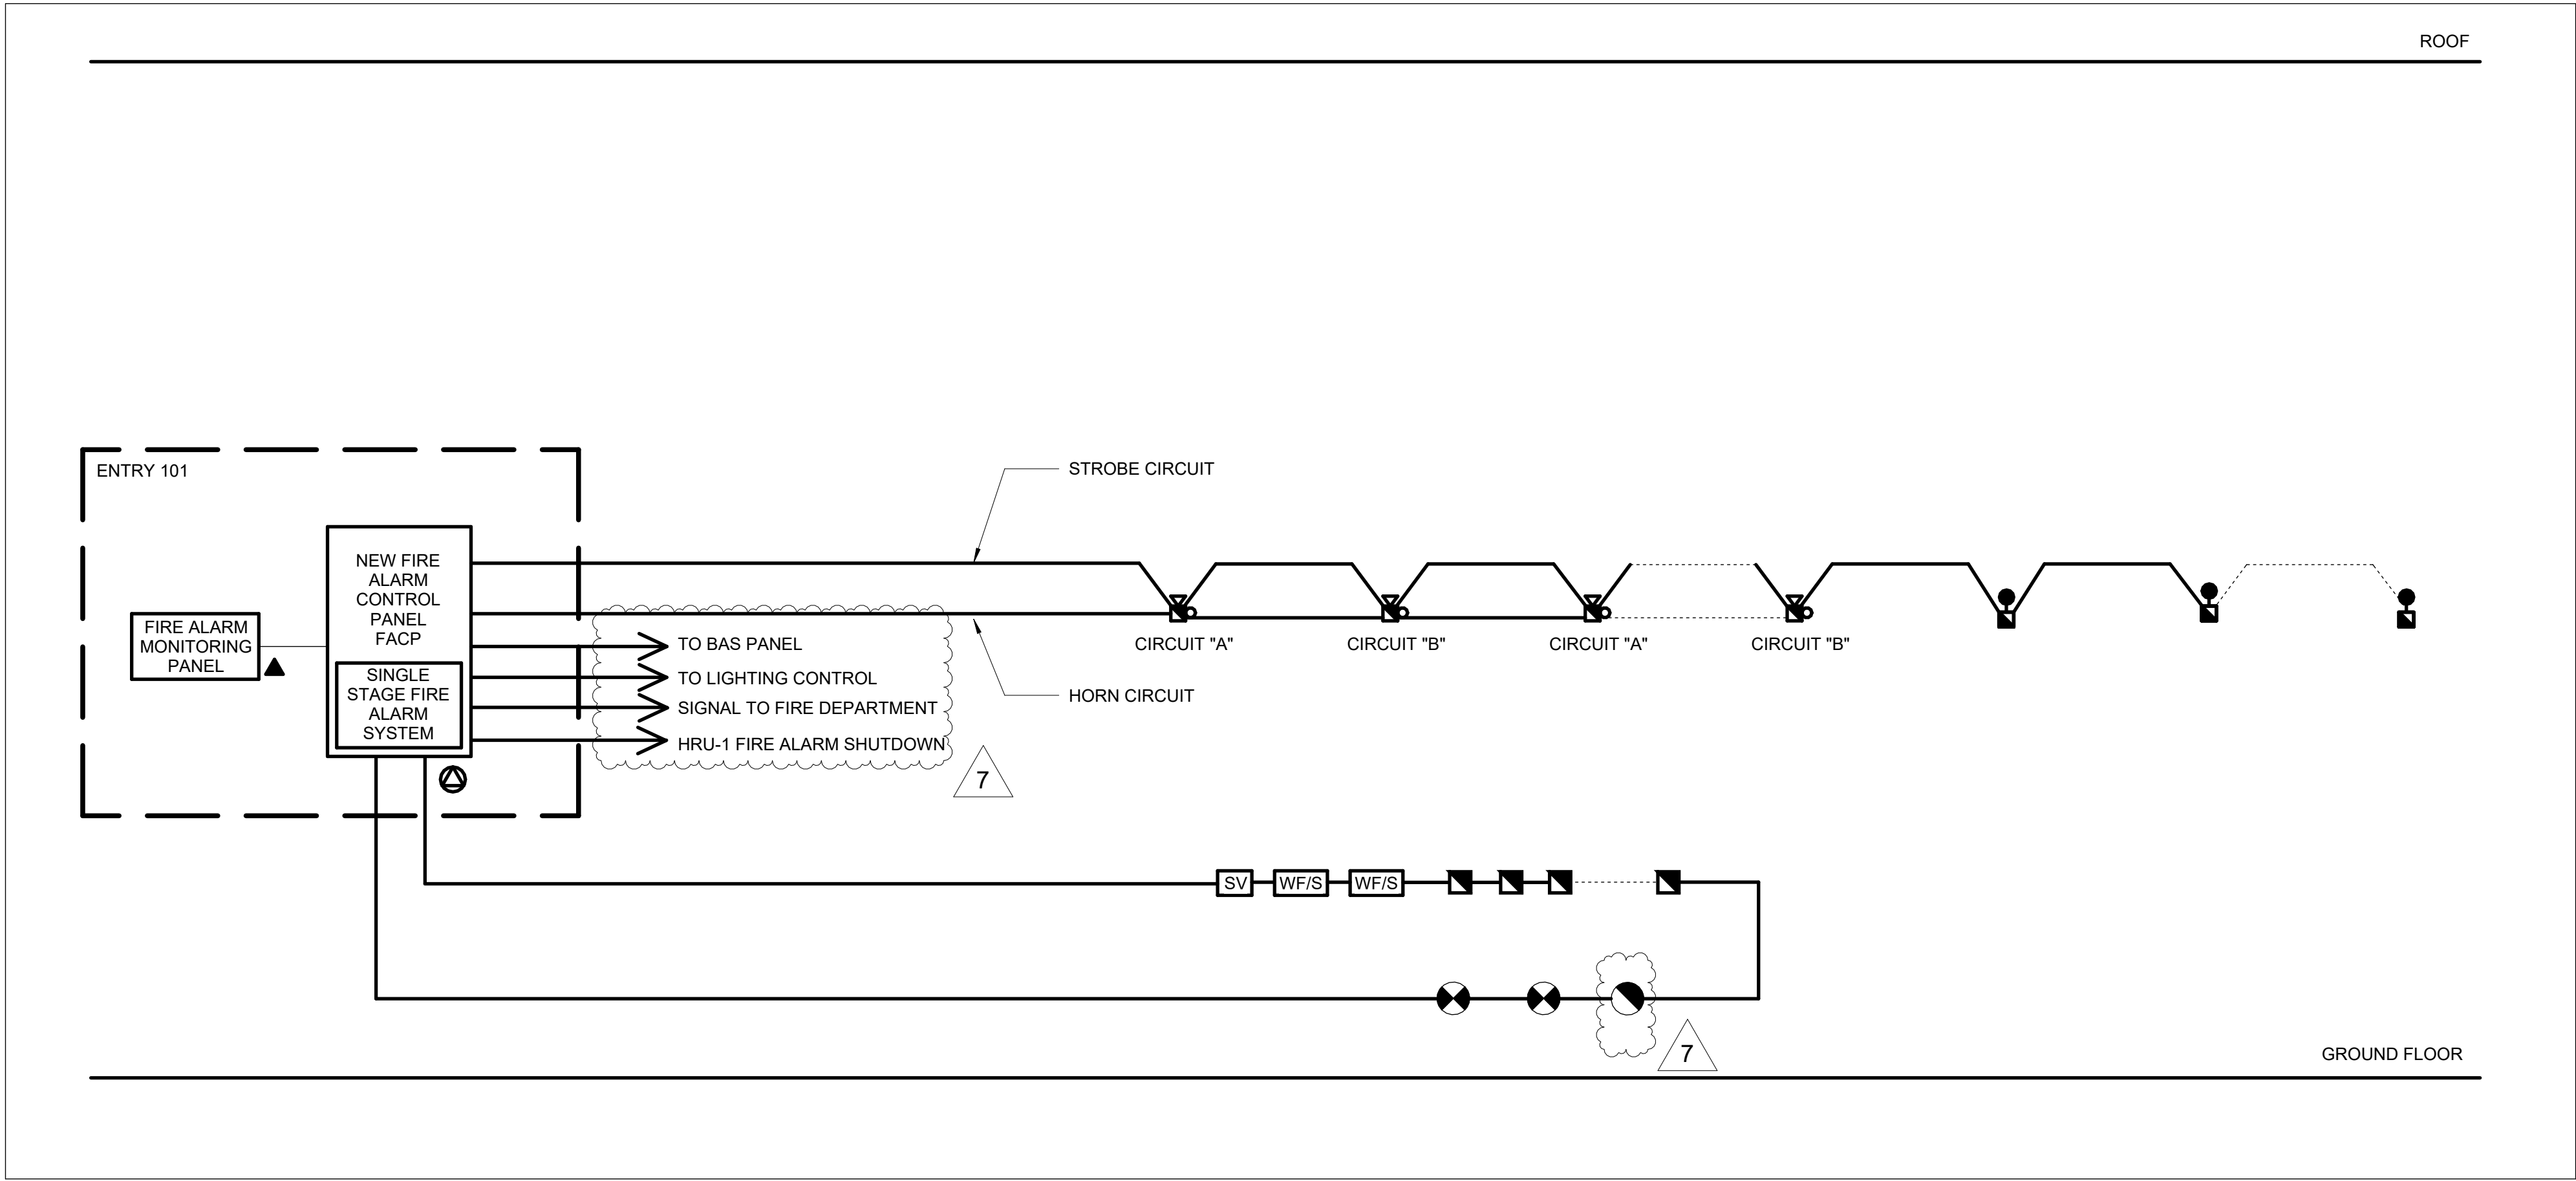 ROOF
ENTRY 101
STROBE CIRCUIT
NEW FIRE
ALARM
CONTROL
PANEL
FACP
FIRE ALARM
MONITORING
PANEL
SINGLE
STAGE FIRE
ALARM
SYSTEM
TO BAS PANEL
TO LIGHTING CONTROL
SIGNAL TO FIRE DEPARTMENT
HRU-1 FIRE ALARM SHUTDOWN
7
HORN CIRCUIT
CIRCUIT "A"
CIRCUIT "B"
CIRCUIT "A"
CIRCUIT "B"
SV
WF/S
WF/S
7
GROUND FLOOR